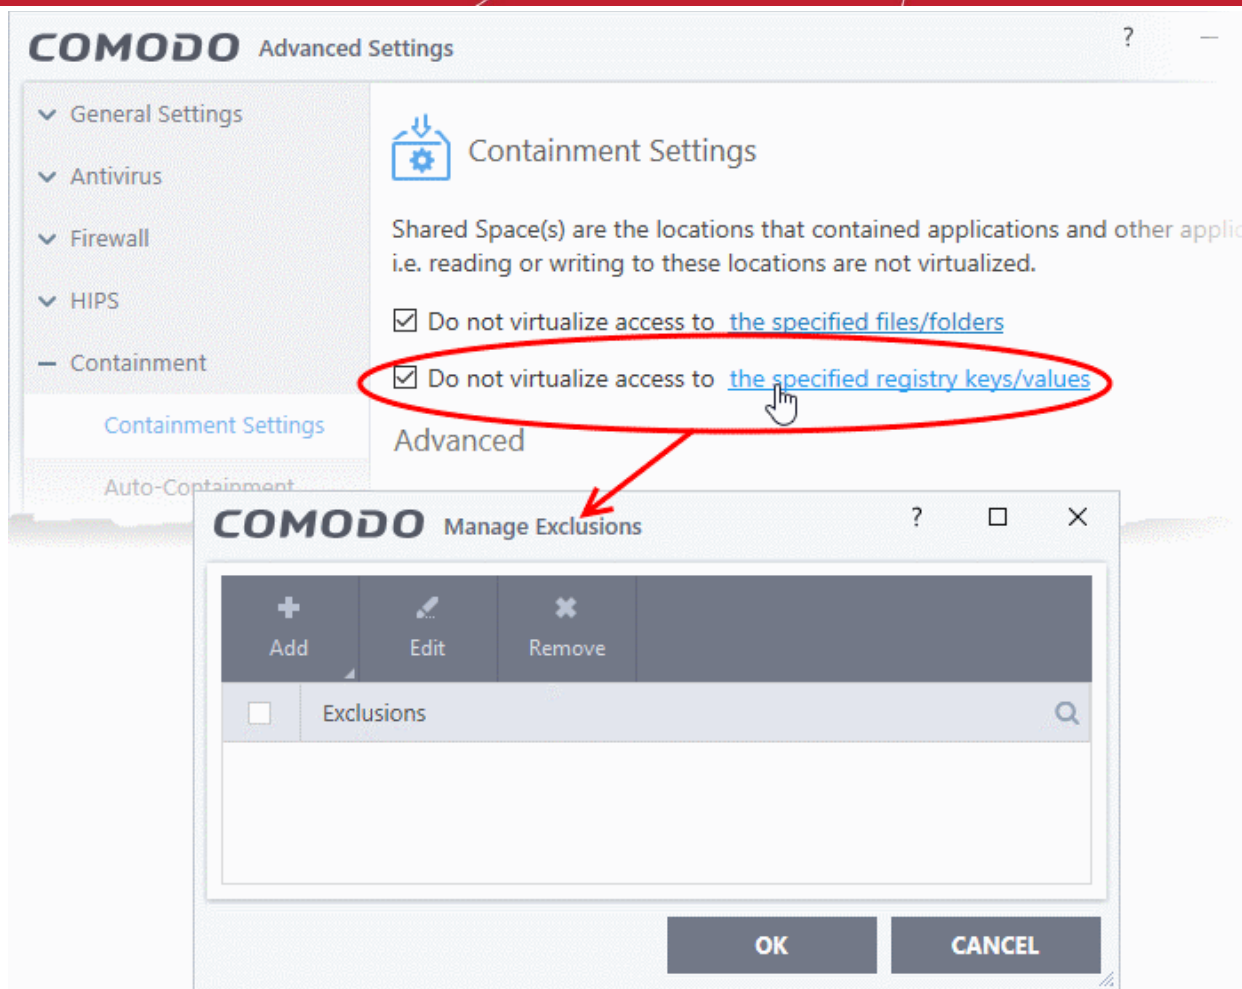 COMODO Advanced Settings ?
General Settings
Antivirus
Firewall
HIPS
Containment
Containment Settings
Auto-Containment
Containment Settings
Shared Space(s) are the locations that contained applications and other applic
i.e. reading or writing to these locations are not virtualized.
Do not virtualize access to the specified files/folders
Do not virtualize access to the specified registry keys/values
Advanced
COMODO Manage Exclusions ?
Add Edit Remove
Exclusions
OK CANCEL